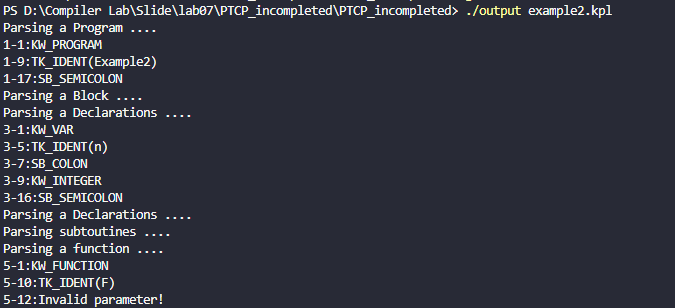 PS D:\Compiler Lab\Slide\lab07\PTCP_incompleted\PTCP_incompleted> ./output example2.kpl
Parsing a Program ....
1-1:KW_PROGRAM
1-9:TK_IDENT(Example2)
1-17:SB_SEMICOLON
Parsing a Block ....
Parsing a Declarations ....
3-1:KW_VAR
3-5:TK_IDENT(n)
3-7:SB_COLON
3-9:KW_INTEGER
3-16:SB_SEMICOLON
Parsing a Declarations ....
Parsing subtoutines ....
Parsing a function ....
5-1:KW_FUNCTION
5-10:TK_IDENT(F)
5-12:Invalid parameter!